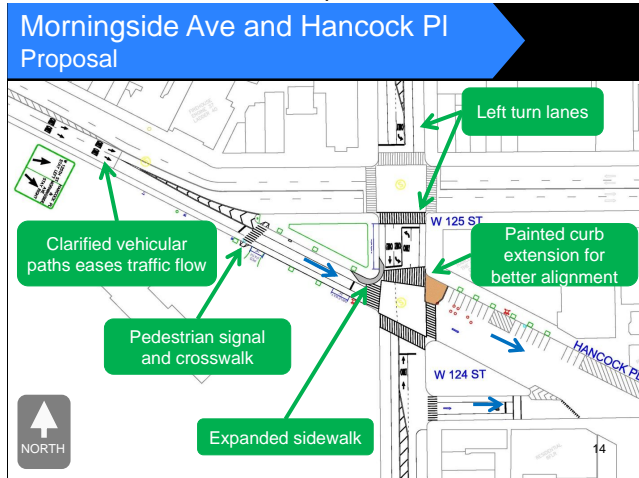 Morningside Ave and Hancock Pl
Proposal
Left turn lanes
W 125 ST
Clarified vehicular
paths eases traffic flow
Painted curb
extension for
better alignment
Pedestrian signal
and crosswalk
HANCOCK PL
W 124 ST
Expanded sidewalk
NORTH
14